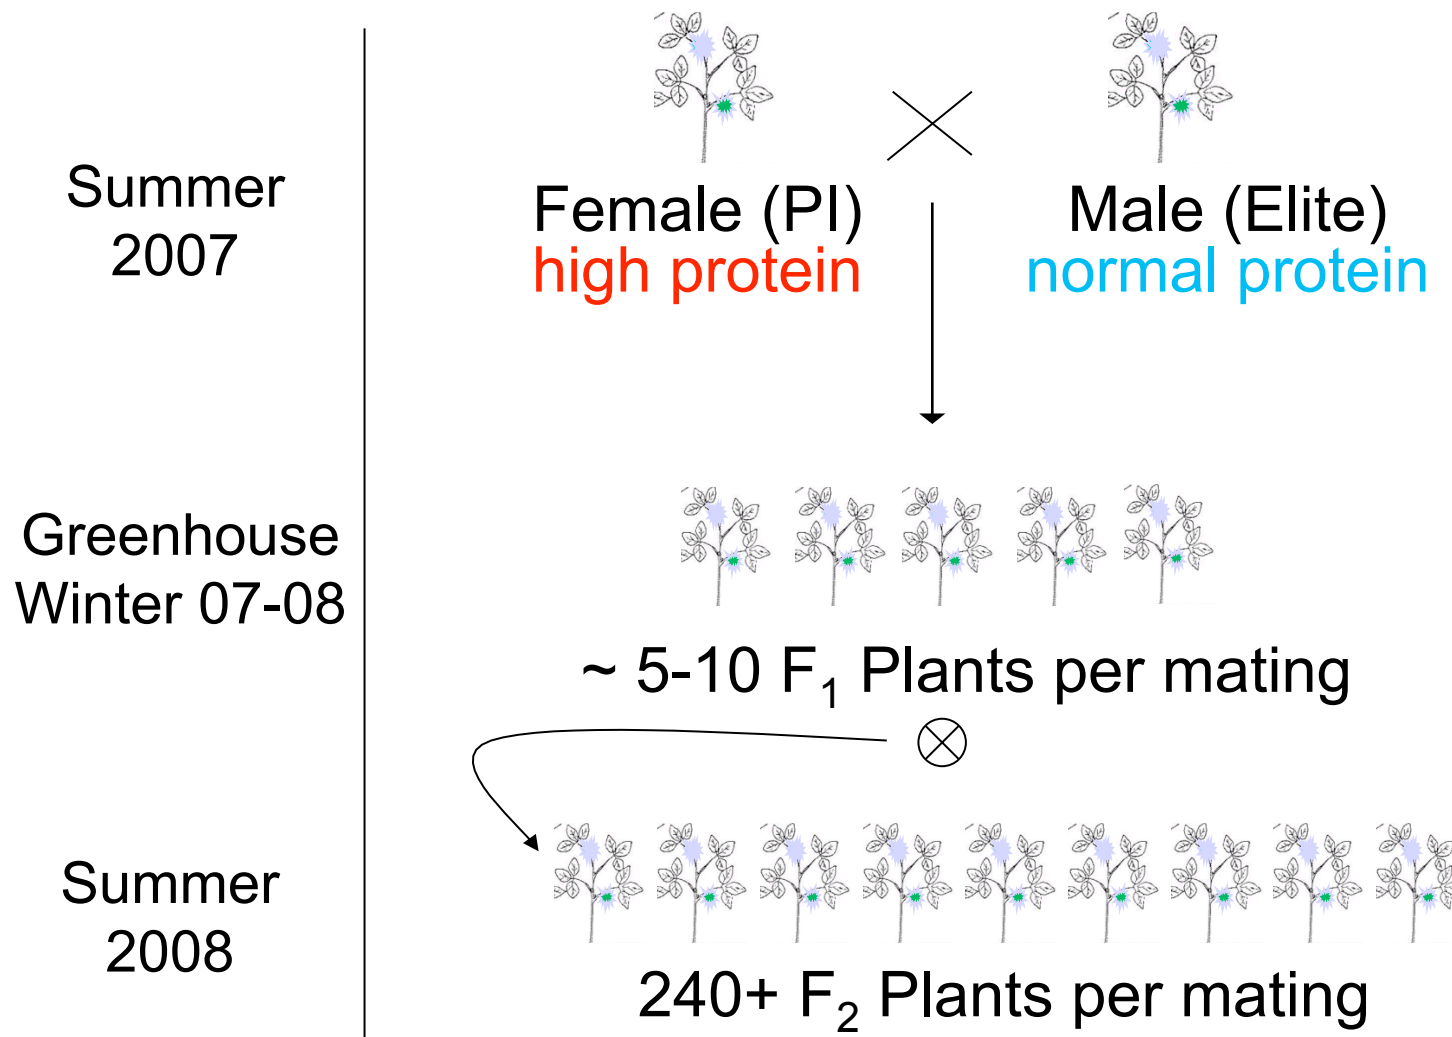 Summer
2007
Female (PI)
high protein
Male (Elite)
normal protein
Greenhouse
Winter 07-08
~ 5-10 F₁ Plants per mating
Summer
2008
240+ F₂ Plants per mating